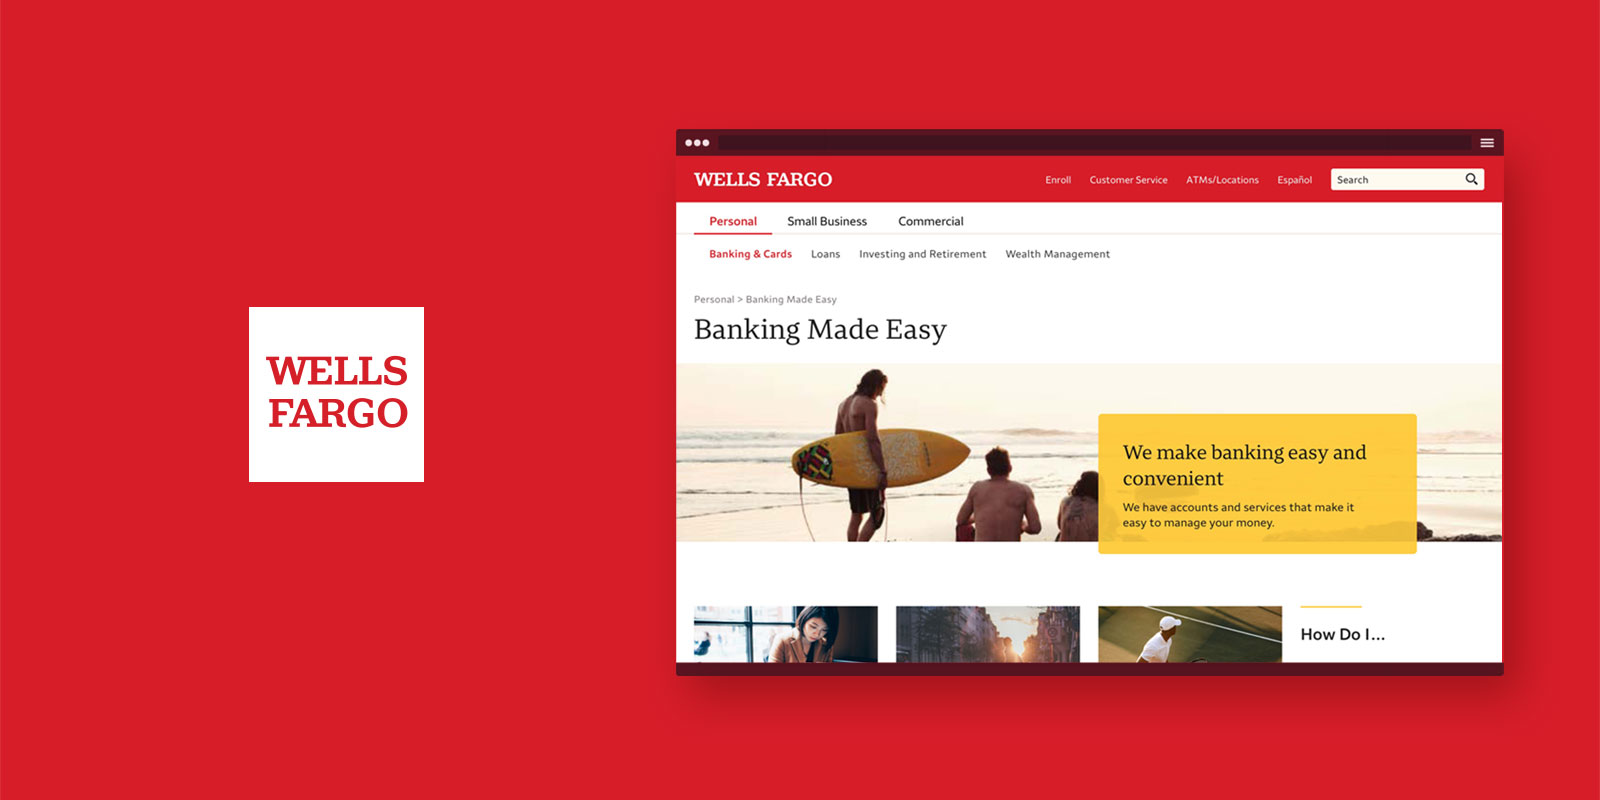 WELLS
FARGO
WELLS FARGO
Enroll Customer Service ATMs/Locations Español Search
Personal Small Business Commercial
Banking & Cards Loans Investing and Retirement Wealth Management
Personal > Banking Made Easy
Banking Made Easy
We make banking easy and
convenient
We have accounts and services that make it
easy to manage your money.
How Do I...